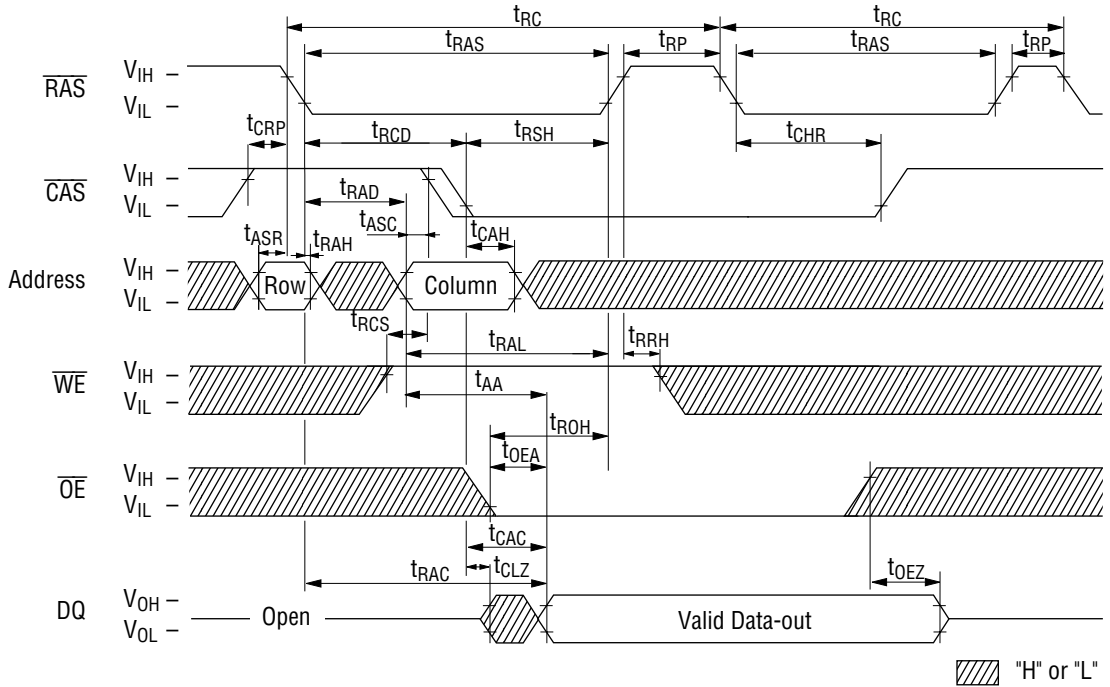 tRC tRC
tRAS tRP tRAS tRP
RAS VIH –
VIL –
tCRP tRCD tRSH tCHR
CAS VIH –
VIL –
tRAD
tASC tCAH
tASR tRAH
Address VIH –
VIL –
Row Column
tRCS tRAL tRRH
WE VIH –
VIL –
tAA
tROH
tOEA
OE VIH –
VIL –
tCAC
tRAC tCLZ tOEZ
DQ VOH –
VOL –
Open Valid Data-out
"H" or "L"